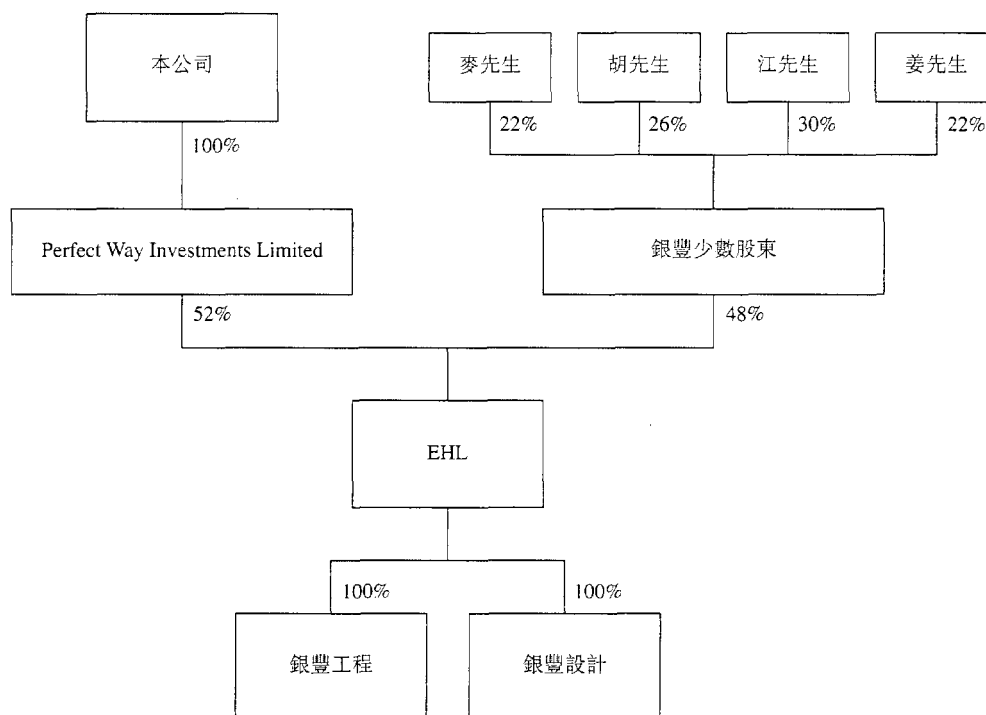 本公司
麥先生
胡先生
江先生
姜先生
100%
22%
26%
30%
22%
Perfect Way Investments Limited
銀豐少數股東
52%
48%
EHL
100%
100%
銀豐工程
銀豐設計